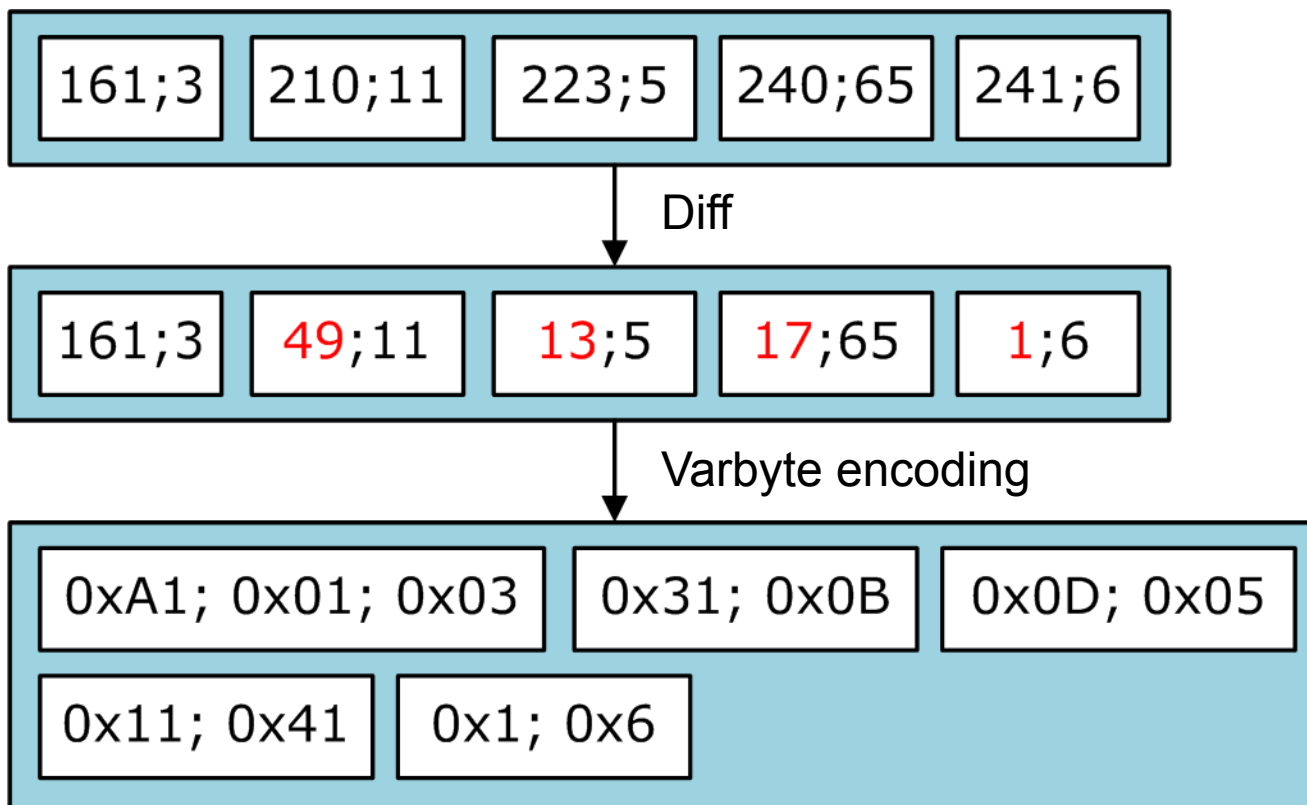 161;3 210;11 223;5 240;65 241;6
Diff
161;3 49;11 13;5 17;65 1;6
Varbyte encoding
0xA1; 0x01; 0x03 0x31; 0x0B 0x0D; 0x05
0x11; 0x41 0x1; 0x6